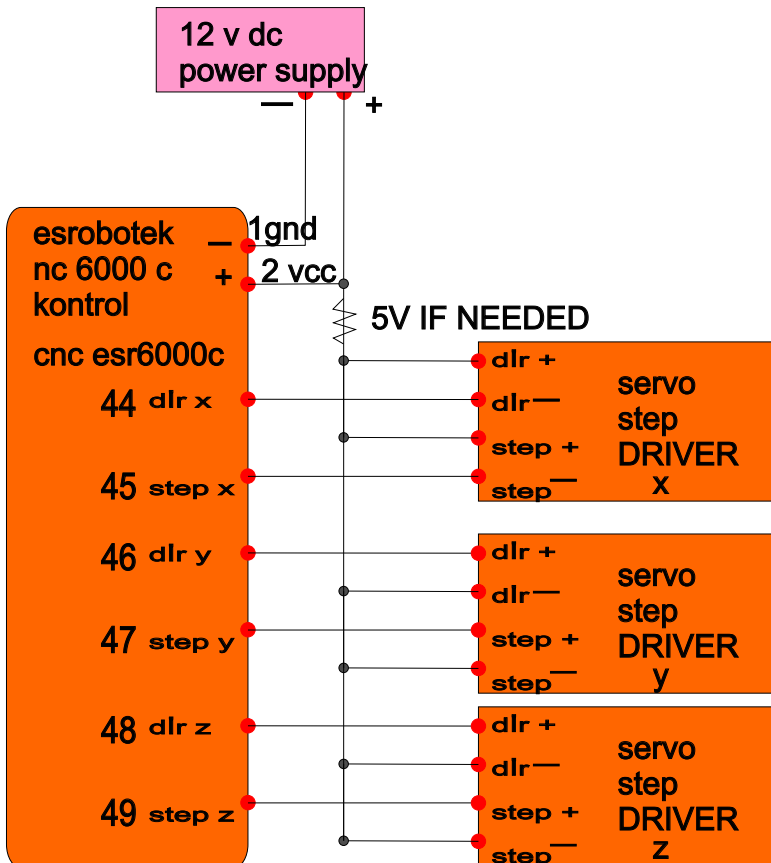 12 v dc
power supply
— +
esrobotek
nc 6000 c
kontrol
cnc esr6000c
— 1gnd
+ 2 vcc
5V IF NEEDED
44 dlr x
45 step x
46 dlr y
47 step y
48 dlr z
49 step z
dlr +
dlr —
step +
step —
servo
step
DRIVER
x
dlr +
dlr —
step +
step —
servo
step
DRIVER
y
dlr +
dlr —
step +
step —
servo
step
DRIVER
z